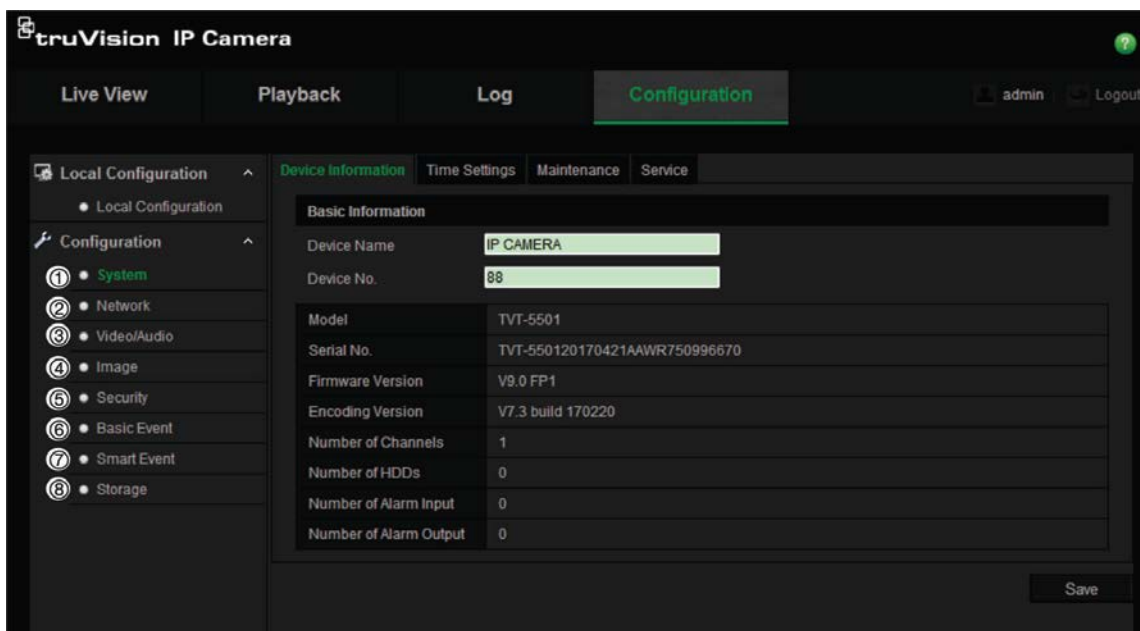 truVision IP Camera
?
Live View Playback Log Configuration admin Logout
Local Configuration
Local Configuration
Configuration
① System
② Network
③ Video/Audio
④ Image
⑤ Security
⑥ Basic Event
⑦ Smart Event
⑧ Storage
Device Information Time Settings Maintenance Service
Basic Information
Device Name IP CAMERA
Device No. 88
Model TVT-5501
Serial No. TVT-550120170421AAWR750996670
Firmware Version V9.0 FP1
Encoding Version V7.3 build 170220
Number of Channels 1
Number of HDDs 0
Number of Alarm Input 0
Number of Alarm Output 0
Save